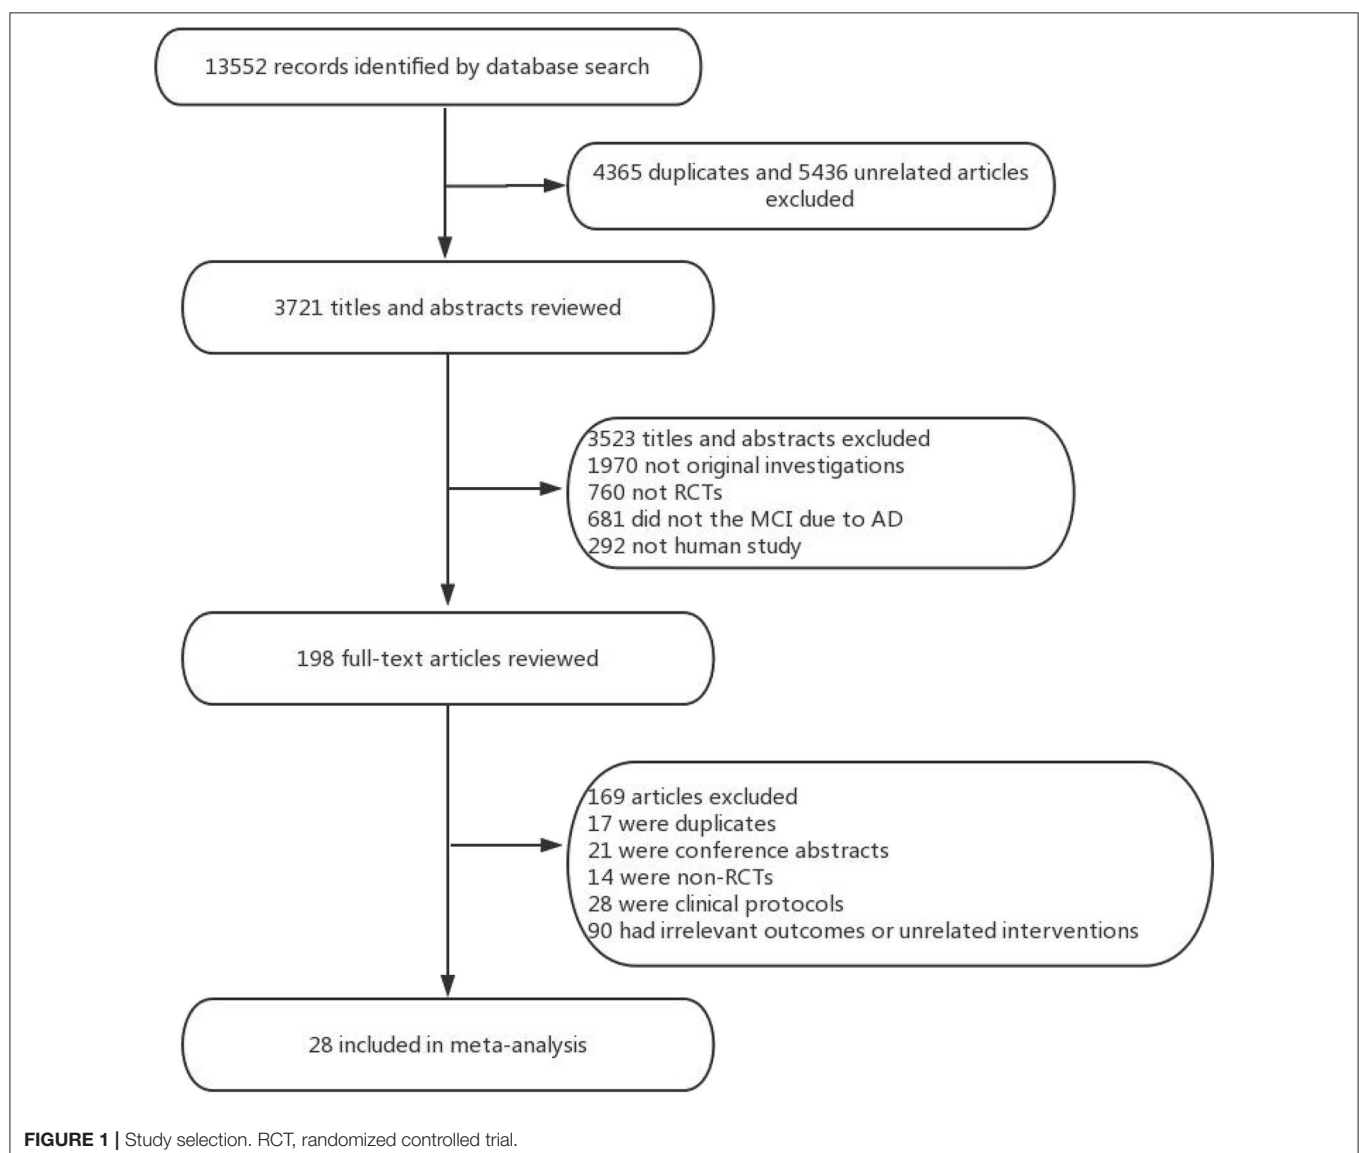 13552 records identified by database search
4365 duplicates and 5436 unrelated articles
excluded
3721 titles and abstracts reviewed
3523 titles and abstracts excluded
1970 not original investigations
760 not RCTs
681 did not the MCI due to AD
292 not human study
198 full-text articles reviewed
169 articles excluded
17 were duplicates
21 were conference abstracts
14 were non-RCTs
28 were clinical protocols
90 had irrelevant outcomes or unrelated interventions
28 included in meta-analysis
FIGURE 1 | Study selection. RCT, randomized controlled trial.